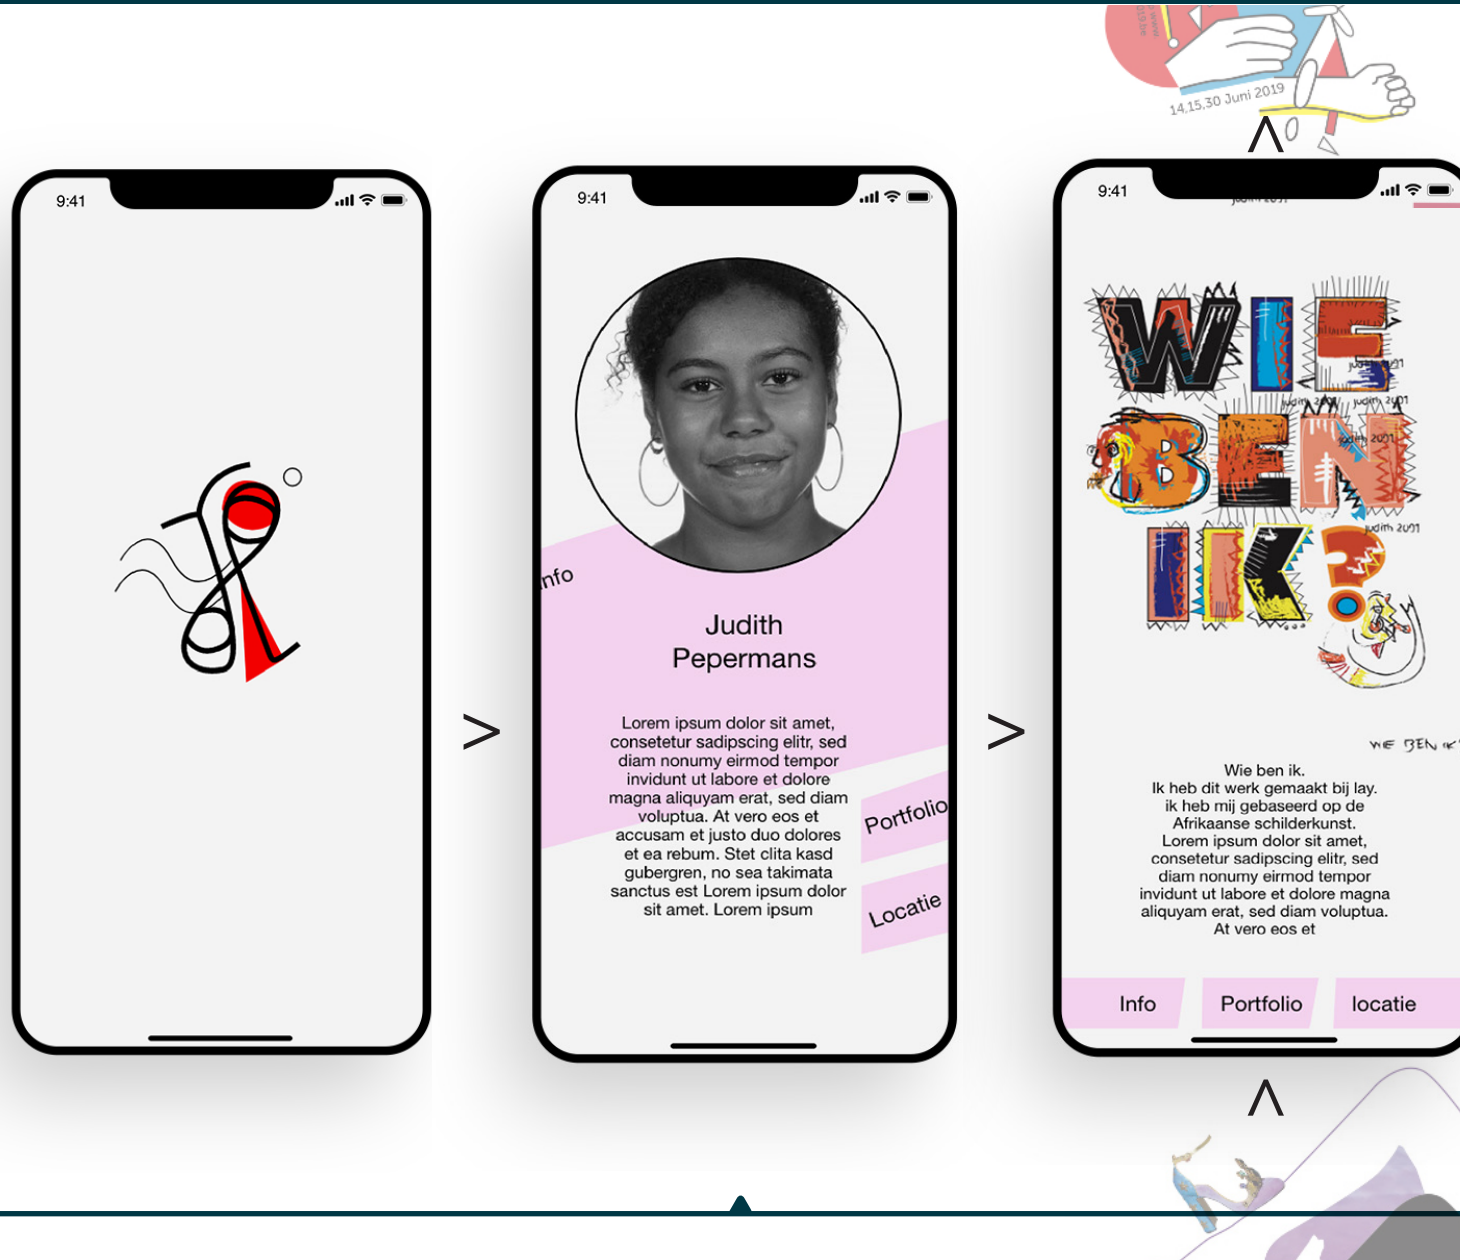 14,15,30 Juni 2019
>
9:41
9:41
nfo
Judith
Pepermans
Lorem ipsum dolor sit amet,
consetetur sadipscing elitr, sed
diam nonumy eirmod tempor
invidunt ut labore et dolore
magna aliquyam erat, sed diam
voluptua. At vero eos et
accusam et justo duo dolores
et ea rebum. Stet clita kasd
gubergren, no sea takimata
sanctus est Lorem ipsum dolor
sit amet. Lorem ipsum
Portfolio
Locatie
>
9:41
WIE
BEN
IK?
WIE BEN IK
Wie ben ik.
Ik heb dit werk gemaakt bij lay.
ik heb mij gebaseerd op de
Afrikaanse schilderkunst.
Lorem ipsum dolor sit amet,
consetetur sadipscing elitr, sed
diam nonumy eirmod tempor
invidunt ut labore et dolore magna
aliquyam erat, sed diam voluptua.
At vero eos et
Info
Portfolio
locatie